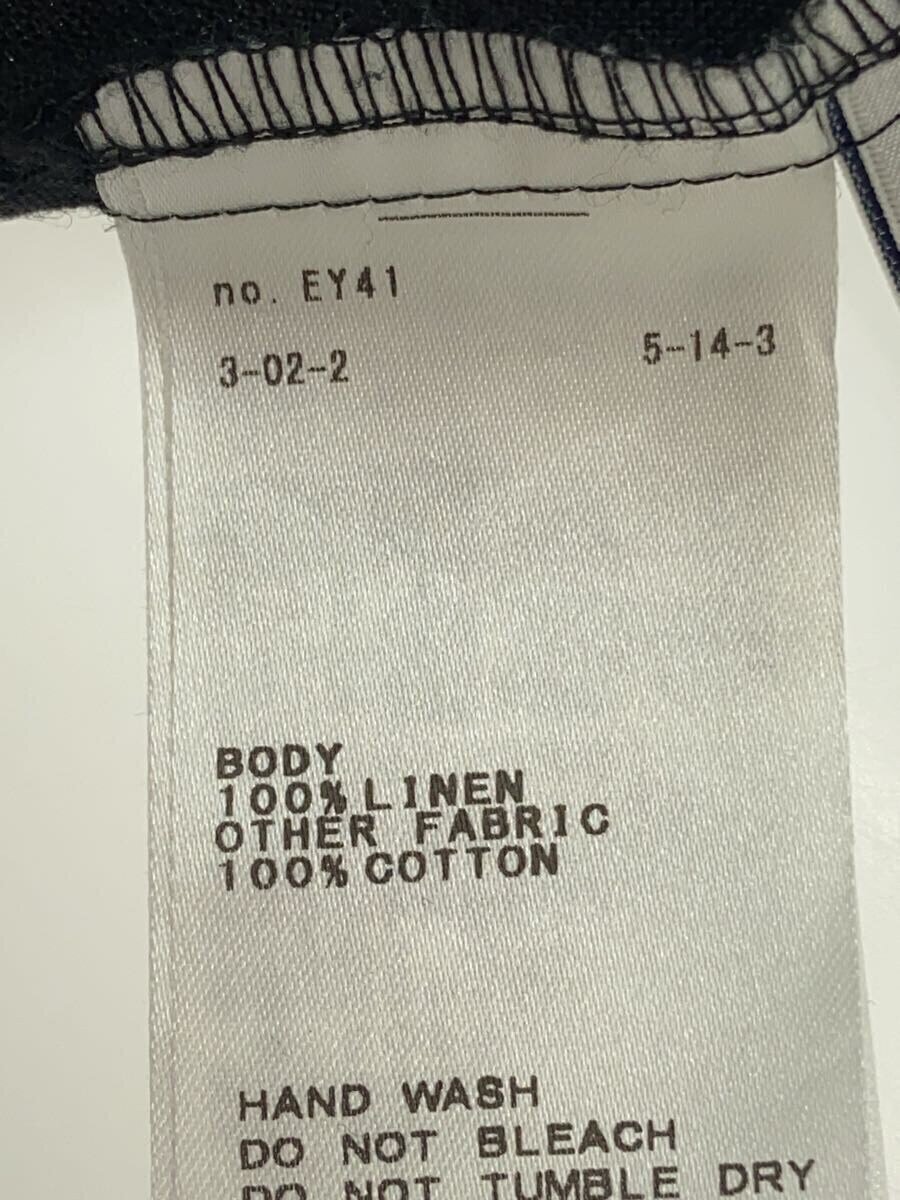 no. EY41
3-02-2 5-14-3
BODY
100% LINEN
OTHER FABRIC
100% COTTON
HAND WASH
DO NOT BLEACH
DO NOT TUMBLE DRY